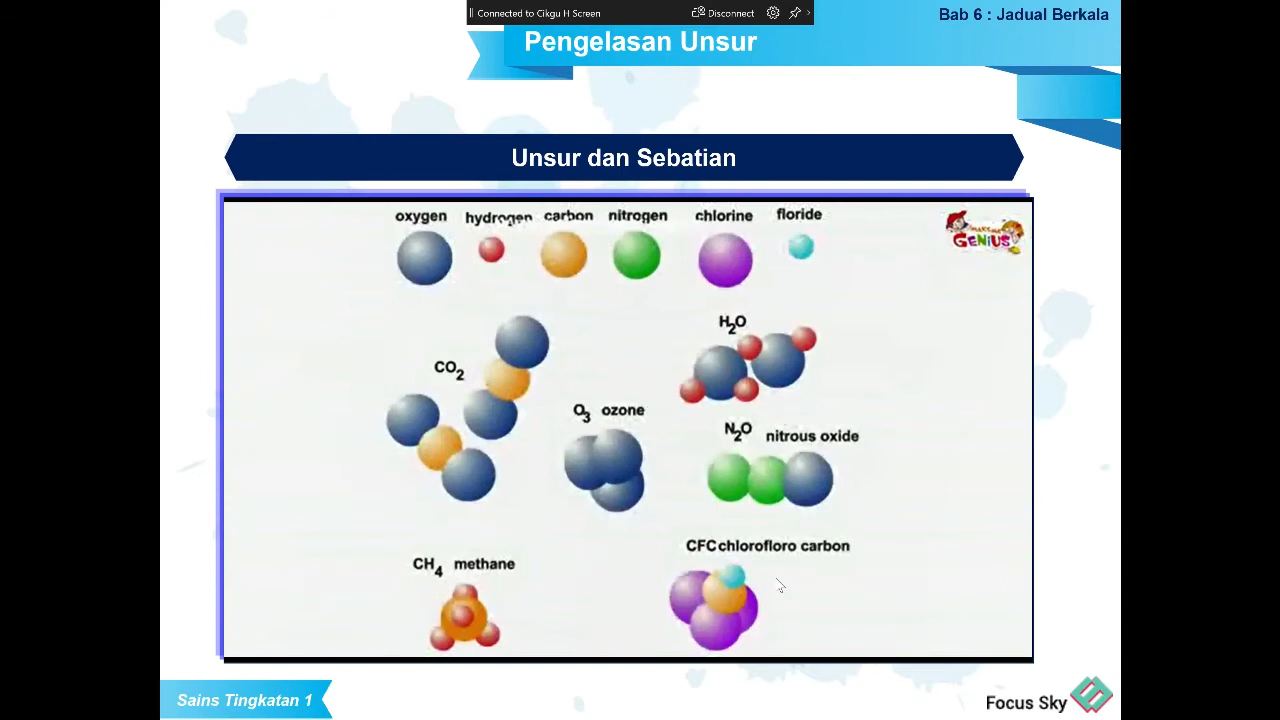 Connected to Cikgu H Screen
Disconnect
Bab 6 : Jadual Berkala
Pengelasan Unsur
Unsur dan Sebatian
oxygen hydrogen carbon nitrogen chlorine floride
GENiUS
H2O
CO2
O3 ozone
N2O nitrous oxide
CFC chlorofloro carbon
CH4 methane
Sains Tingkatan 1
Focus Sky